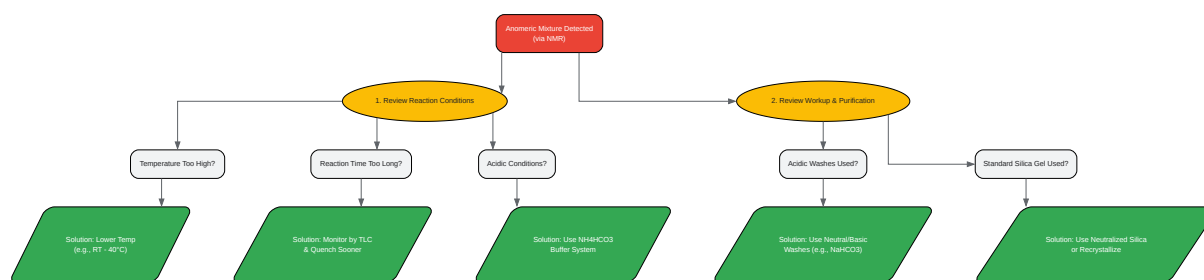 Anomeric Mixture Detected
(via NMR)
1. Review Reaction Conditions
2. Review Workup & Purification
Temperature Too High?
Reaction Time Too Long?
Acidic Conditions?
Acidic Washes Used?
Standard Silica Gel Used?
Solution: Lower Temp
(e.g., RT - 40°C)
Solution: Monitor by TLC
& Quench Sooner
Solution: Use NH4HCO3
Buffer System
Solution: Use Neutral/Basic
Washes (e.g., NaHCO3)
Solution: Use Neutralized Silica
or Recrystallize